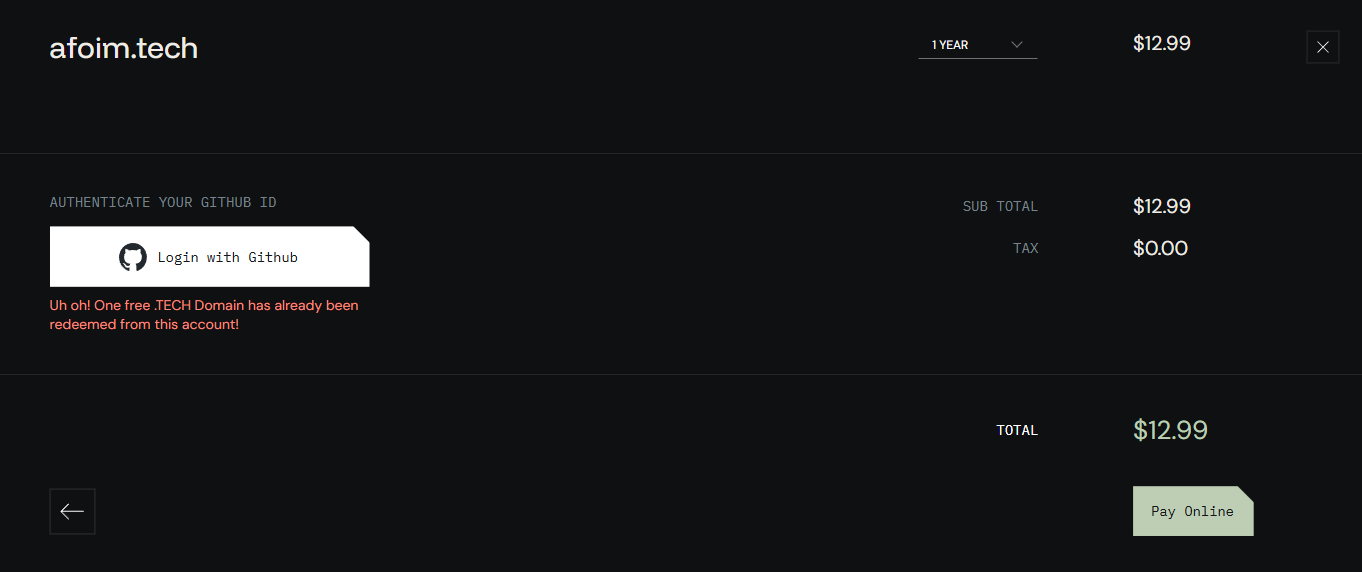 afoim.tech
1 YEAR
$12.99
AUTHENTICATE YOUR GITHUB ID
Login with Github
Uh oh! One free .TECH Domain has already been
redeemed from this account!
SUB TOTAL $12.99
TAX $0.00
TOTAL $12.99
Pay Online